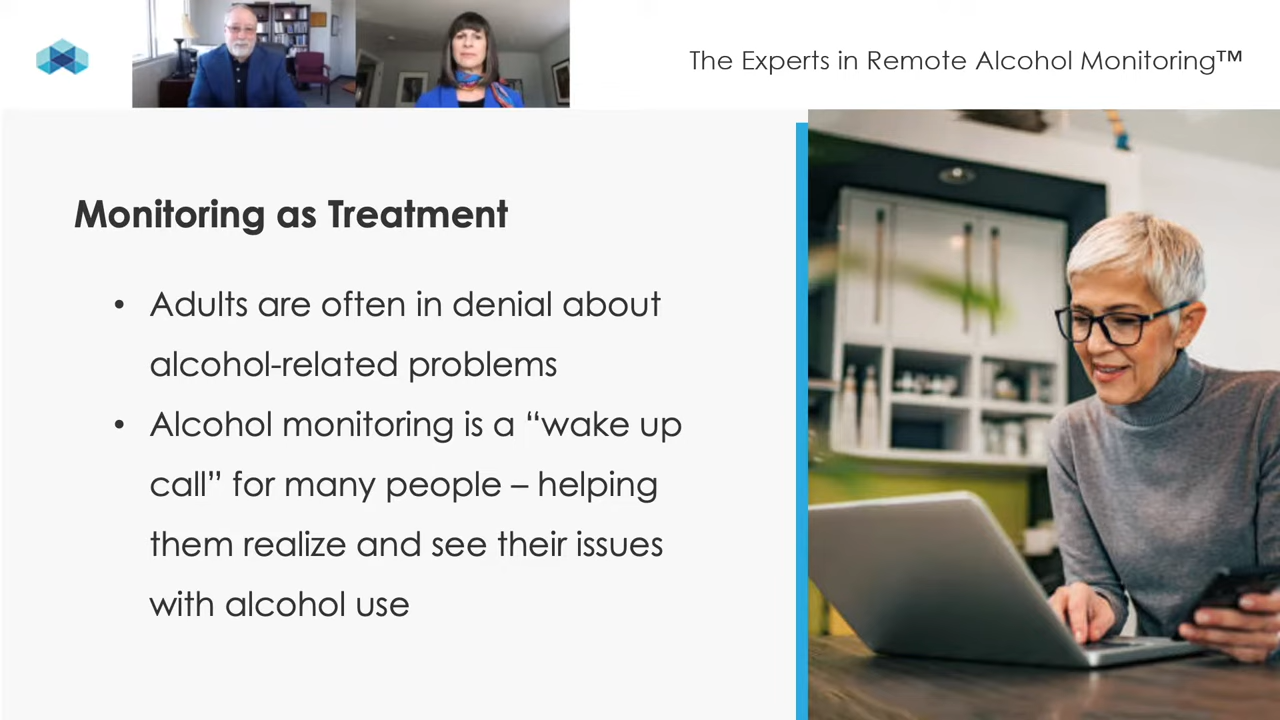 The Experts in Remote Alcohol Monitoring™
Monitoring as Treatment
• Adults are often in denial about
alcohol-related problems
• Alcohol monitoring is a “wake up
call” for many people – helping
them realize and see their issues
with alcohol use